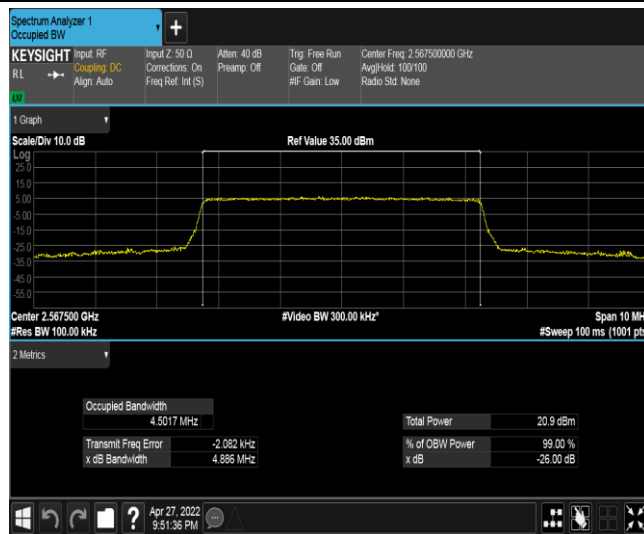 Spectrum Analyzer 1
Occupied BW
+
KEYSIGHT Input: RF Input Z: 50 Ω Atten: 40 dB Trig: Free Run Center Freq: 2.567500000 GHz
RL Coupling: DC Corrections: On Preamp: Off Gate: Off Avg|Hold: 100/100
Align: Auto Freq Ref: Int (S) #IF Gain: Low Radio Std: None
1 Graph
Scale/Div 10.0 dB Ref Value 35.00 dBm
Log
25.0
15.0
5.00
-5.00
-15.0
-25.0
-35.0
-45.0
-55.0
Center 2.567500 GHz #Video BW 300.00 kHz* Span 10 MH
#Res BW 100.00 kHz #Sweep 100 ms (1001 pts
2 Metrics
Occupied Bandwidth
4.5017 MHz Total Power 20.9 dBm
Transmit Freq Error -2.082 kHz % of OBW Power 99.00 %
x dB Bandwidth 4.886 MHz x dB -26.00 dB
? Apr 27, 2022
9:51:36 PM